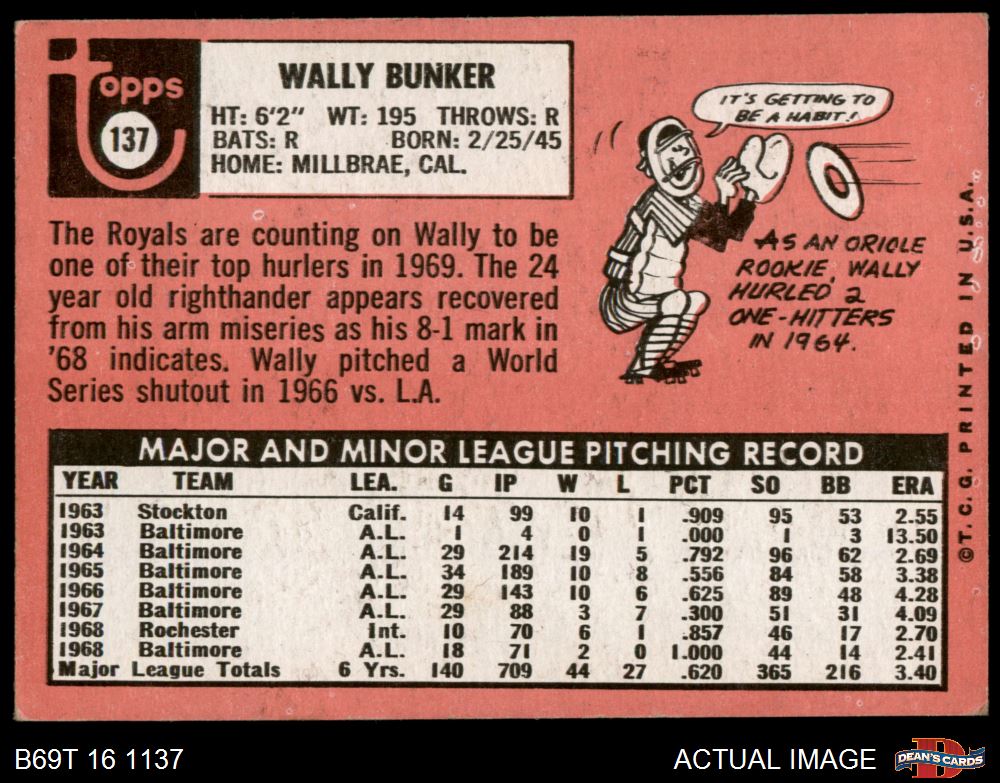 topps
137
WALLY BUNKER
HT: 6'2" WT: 195 THROWS: R
BATS: R BORN: 2/25/45
HOME: MILLBRAE, CAL.
The Royals are counting on Wally to be
one of their top hurlers in 1969. The 24
year old righthander appears recovered
from his arm miseries as his 8-1 mark in
'68 indicates. Wally pitched a World
Series shutout in 1966 vs. L.A.
IT'S GETTING TO
BE A HABIT!
AS AN ORIOLE
ROOKIE, WALLY
HURLED 2
ONE-HITTERS
IN 1964.
MAJOR AND MINOR LEAGUE PITCHING RECORD
YEAR TEAM LEA. G IP W L PCT SO BB ERA
1963 Stockton Calif. 14 99 10 1 .909 95 53 2.55
1963 Baltimore A.L. 1 4 0 1 .000 1 3 13.50
1964 Baltimore A.L. 29 214 19 5 .792 96 62 2.69
1965 Baltimore A.L. 34 189 10 8 .556 84 58 3.38
1966 Baltimore A.L. 29 143 10 6 .625 89 48 4.28
1967 Baltimore A.L. 29 88 3 7 .300 51 31 4.09
1968 Rochester Int. 10 70 6 1 .857 46 17 2.70
1968 Baltimore A.L. 18 71 2 0 1.000 44 14 2.41
Major League Totals 6 Yrs. 140 709 44 27 .620 365 216 3.40
©T.C.G. PRINTED IN U.S.A.
B69T 16 1137
ACTUAL IMAGE
D
DEAN'S CARDS